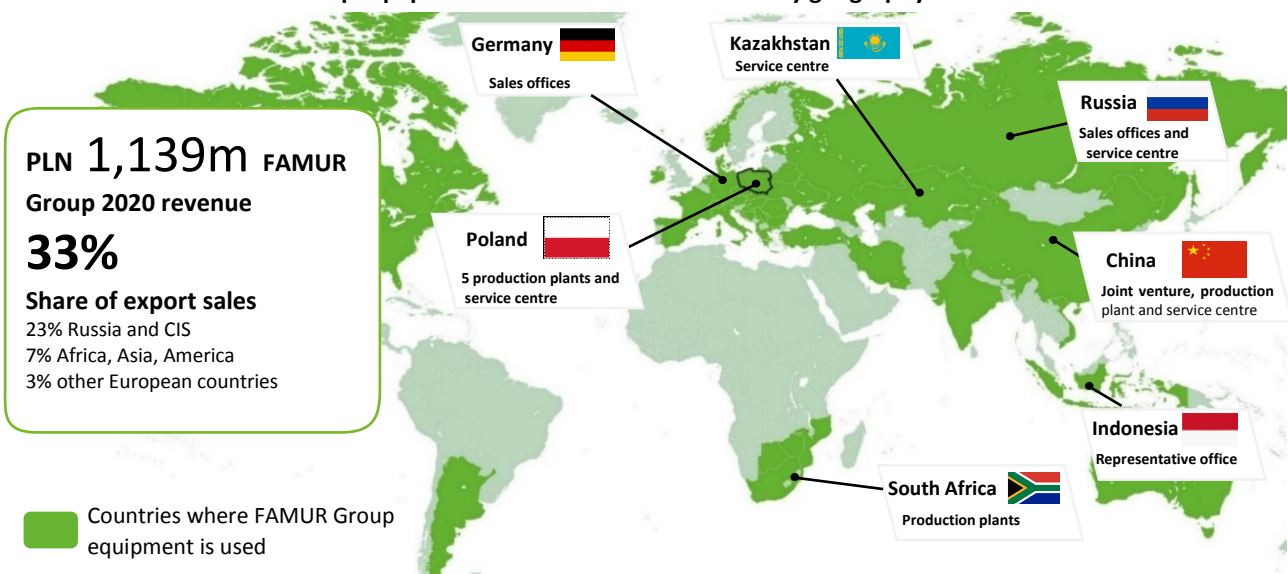 Germany
Sales offices
Kazakhstan
Service centre
Russia
Sales offices and
service centre
PLN 1,139m FAMUR
Group 2020 revenue
33%
Share of export sales
23% Russia and CIS
7% Africa, Asia, America
3% other European countries
Poland
5 production plants and
service centre
China
Joint venture, production
plant and service centre
Indonesia
Representative office
South Africa
Production plants
Countries where FAMUR Group
equipment is used